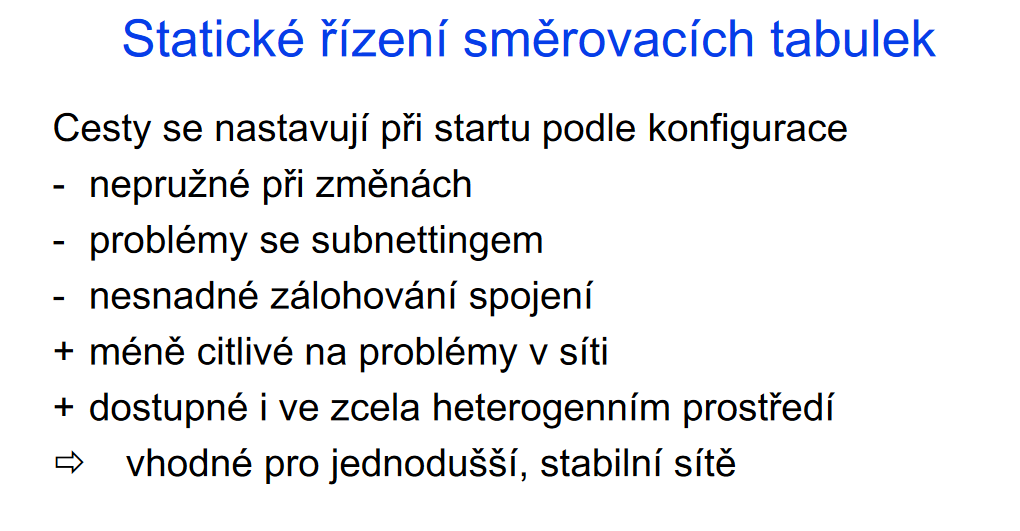 Statické řízení směrovacích tabulek
Cesty se nastavují při startu podle konfigurace
- nepružné při změnách
- problémy se subnettingem
- nesnadné zálohování spojení
+ méně citlivé na problémy v síti
+ dostupné i ve zcela heterogenním prostředí
⇨ vhodné pro jednodušší, stabilní sítě